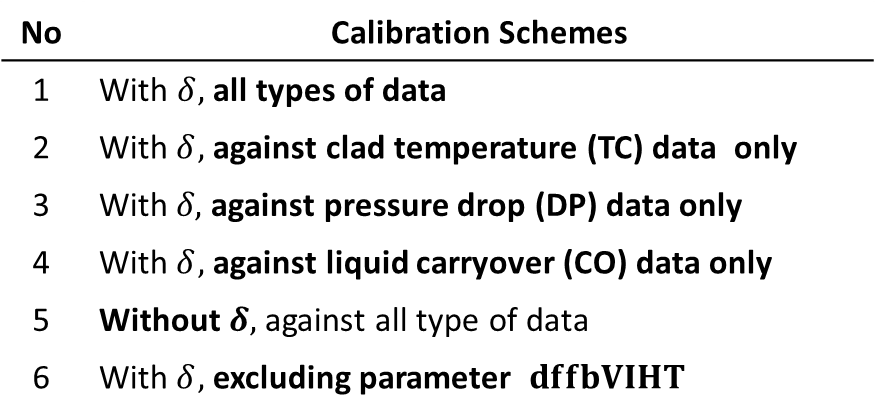 No Calibration Schemes
1 With δ, all types of data
2 With δ, against clad temperature (TC) data only
3 With δ, against pressure drop (DP) data only
4 With δ, against liquid carryover (CO) data only
5 Without δ, against all type of data
6 With δ, excluding parameter dffbVIHT